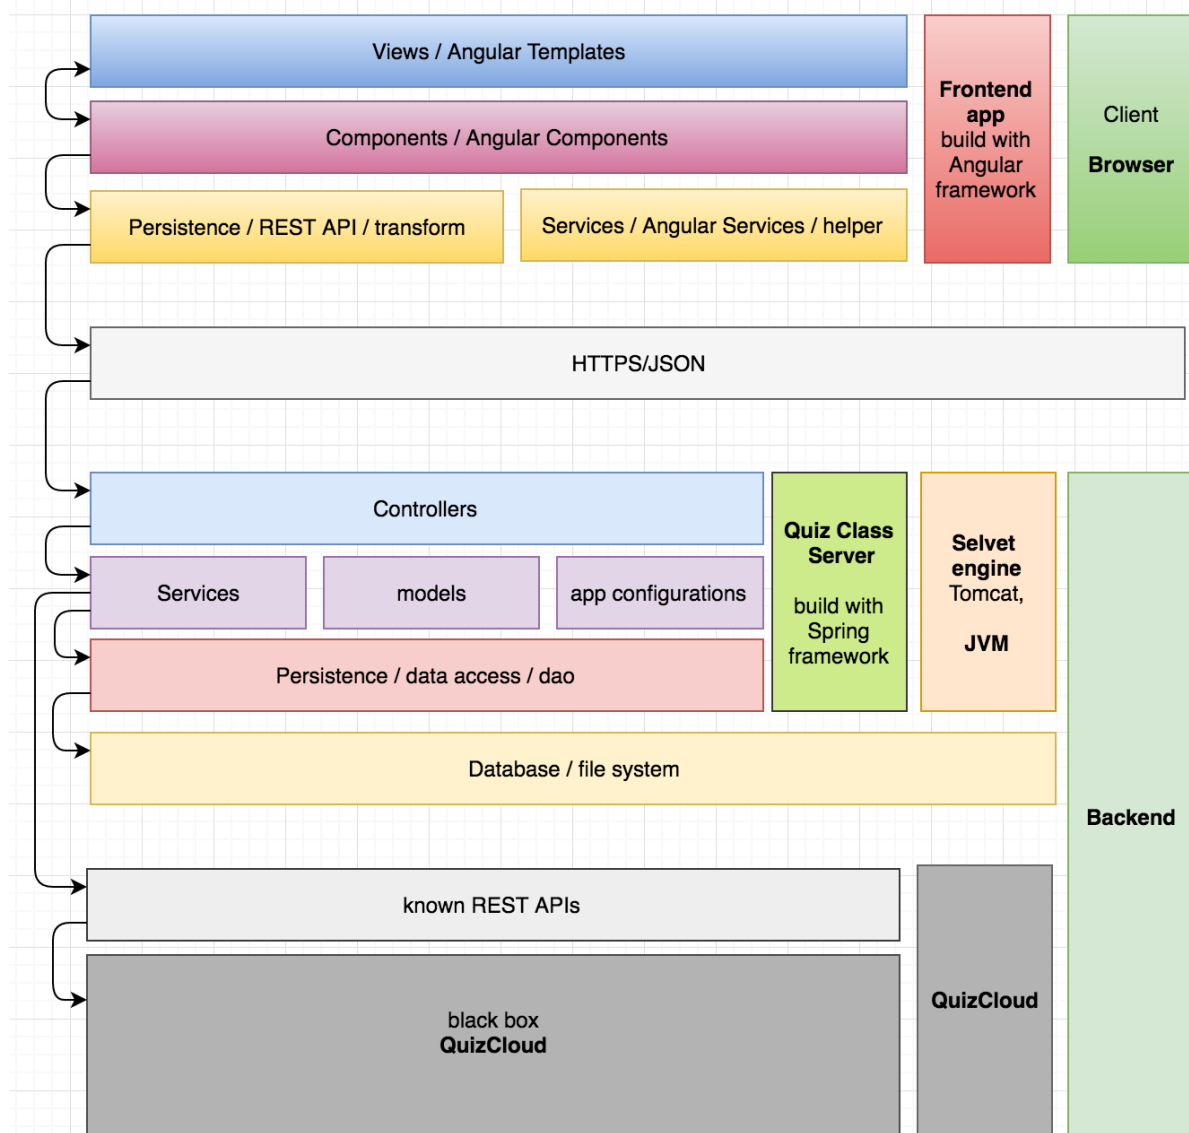 Views / Angular Templates
Components / Angular Components
Persistence / REST API / transform
Services / Angular Services / helper
Frontend
app
build with
Angular
framework
Client
Browser
HTTPS/JSON
Controllers
Services
models
app configurations
Persistence / data access / dao
Quiz Class
Server
build with
Spring
framework
Selvet
engine
Tomcat,
JVM
Database / file system
Backend
known REST APIs
black box
QuizCloud
QuizCloud